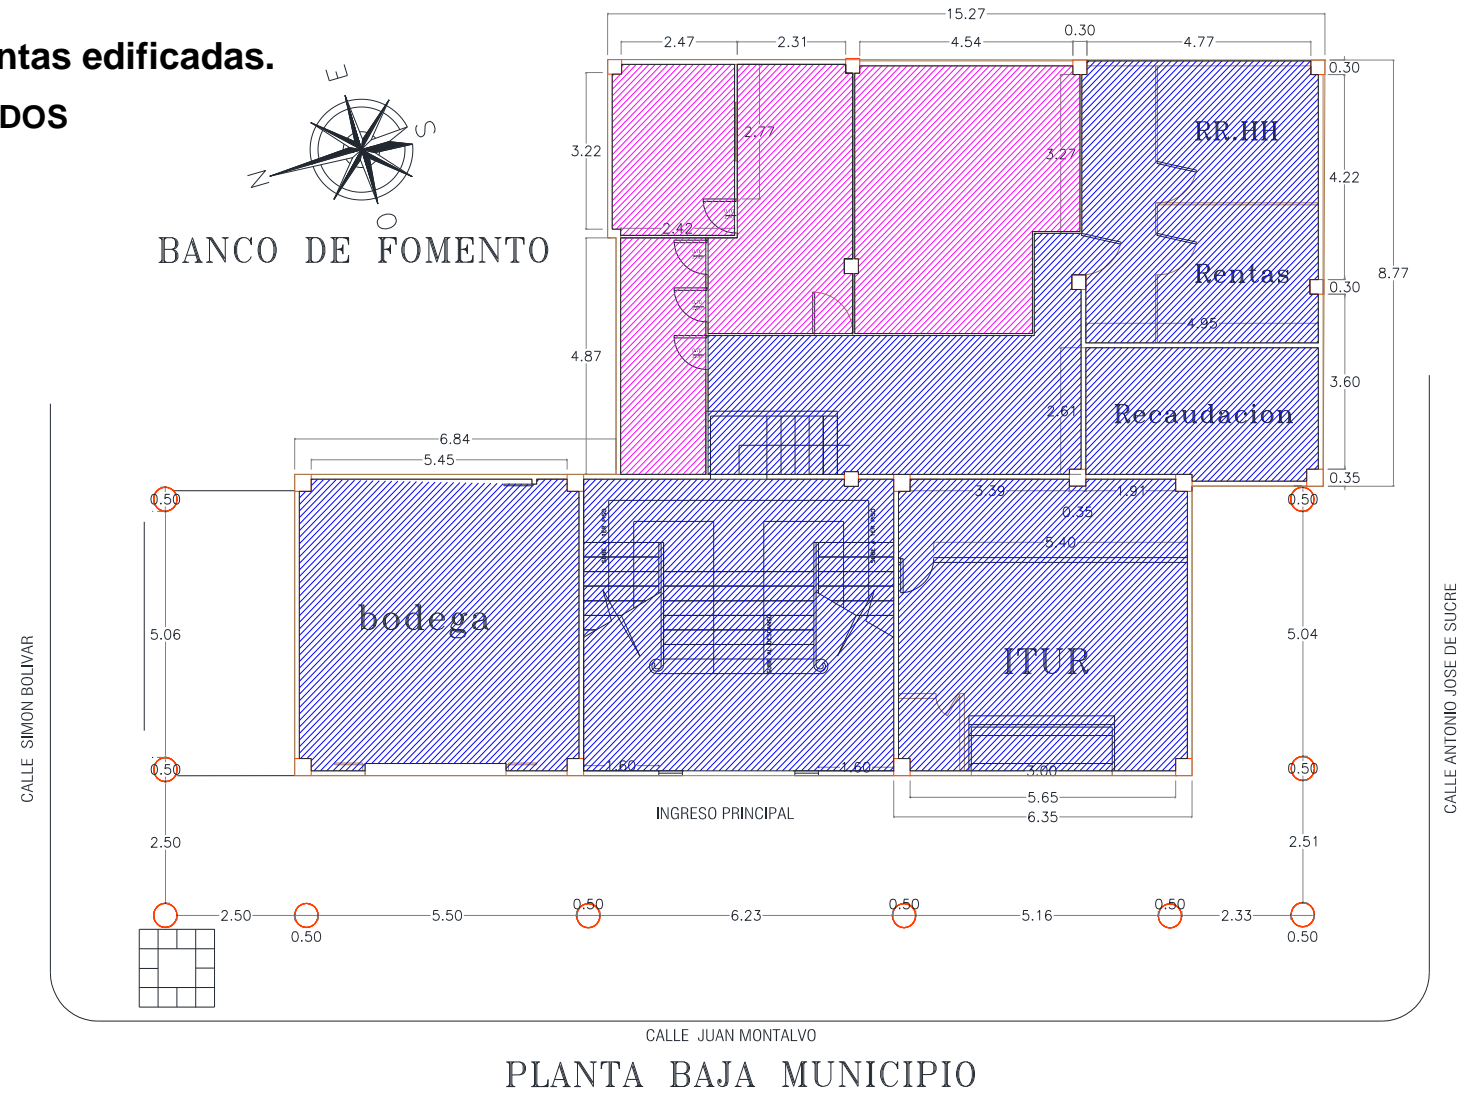 ntas edificadas.
DOS
E
S
N
O
BANCO DE FOMENTO
15.27
2.47
2.31
4.54
0.30
4.77
0.30
3.22
2.77
3.27
RR.HH
4.22
2.42
Rentas
8.77
0.30
4.95
4.87
3.60
2.61
Recaudacion
6.84
5.45
0.35
0.50
3.39
1.91
0.50
0.35
5.40
SUBE A 1ER PISO
SUBE A 1ER PISO
bodega
5.06
5.04
ITUR
0.50
1.60
1.60
3.00
0.50
5.65
6.35
INGRESO PRINCIPAL
2.50
2.51
2.50
0.50
5.50
0.50
6.23
0.50
5.16
0.50
2.33
0.50
CALLE SIMON BOLIVAR
CALLE ANTONIO JOSE DE SUCRE
CALLE JUAN MONTALVO
PLANTA BAJA MUNICIPIO